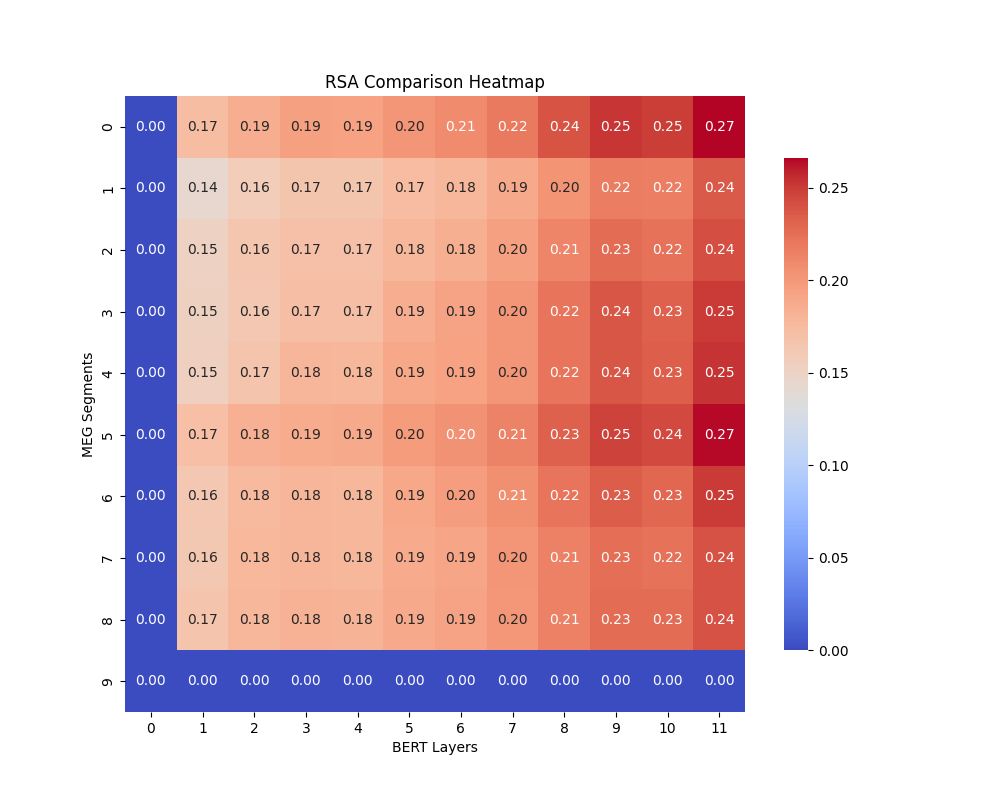 RSA Comparison Heatmap
0 0.00 0.17 0.19 0.19 0.19 0.20 0.21 0.22 0.24 0.25 0.25 0.27
1 0.00 0.14 0.16 0.17 0.17 0.17 0.18 0.19 0.20 0.22 0.22 0.24
2 0.00 0.15 0.16 0.17 0.17 0.18 0.18 0.20 0.21 0.23 0.22 0.24
3 0.00 0.15 0.16 0.17 0.17 0.19 0.19 0.20 0.22 0.24 0.23 0.25
4 0.00 0.15 0.17 0.18 0.18 0.19 0.19 0.20 0.22 0.24 0.23 0.25
5 0.00 0.17 0.18 0.19 0.19 0.20 0.20 0.21 0.23 0.25 0.24 0.27
6 0.00 0.16 0.18 0.18 0.18 0.19 0.20 0.21 0.22 0.23 0.23 0.25
7 0.00 0.16 0.18 0.18 0.18 0.19 0.19 0.20 0.21 0.23 0.22 0.24
8 0.00 0.17 0.18 0.18 0.18 0.19 0.19 0.20 0.21 0.23 0.23 0.24
9 0.00 0.00 0.00 0.00 0.00 0.00 0.00 0.00 0.00 0.00 0.00 0.00
0 1 2 3 4 5 6 7 8 9 10 11
BERT Layers
MEG Segments
0.25
0.20
0.15
0.10
0.05
0.00